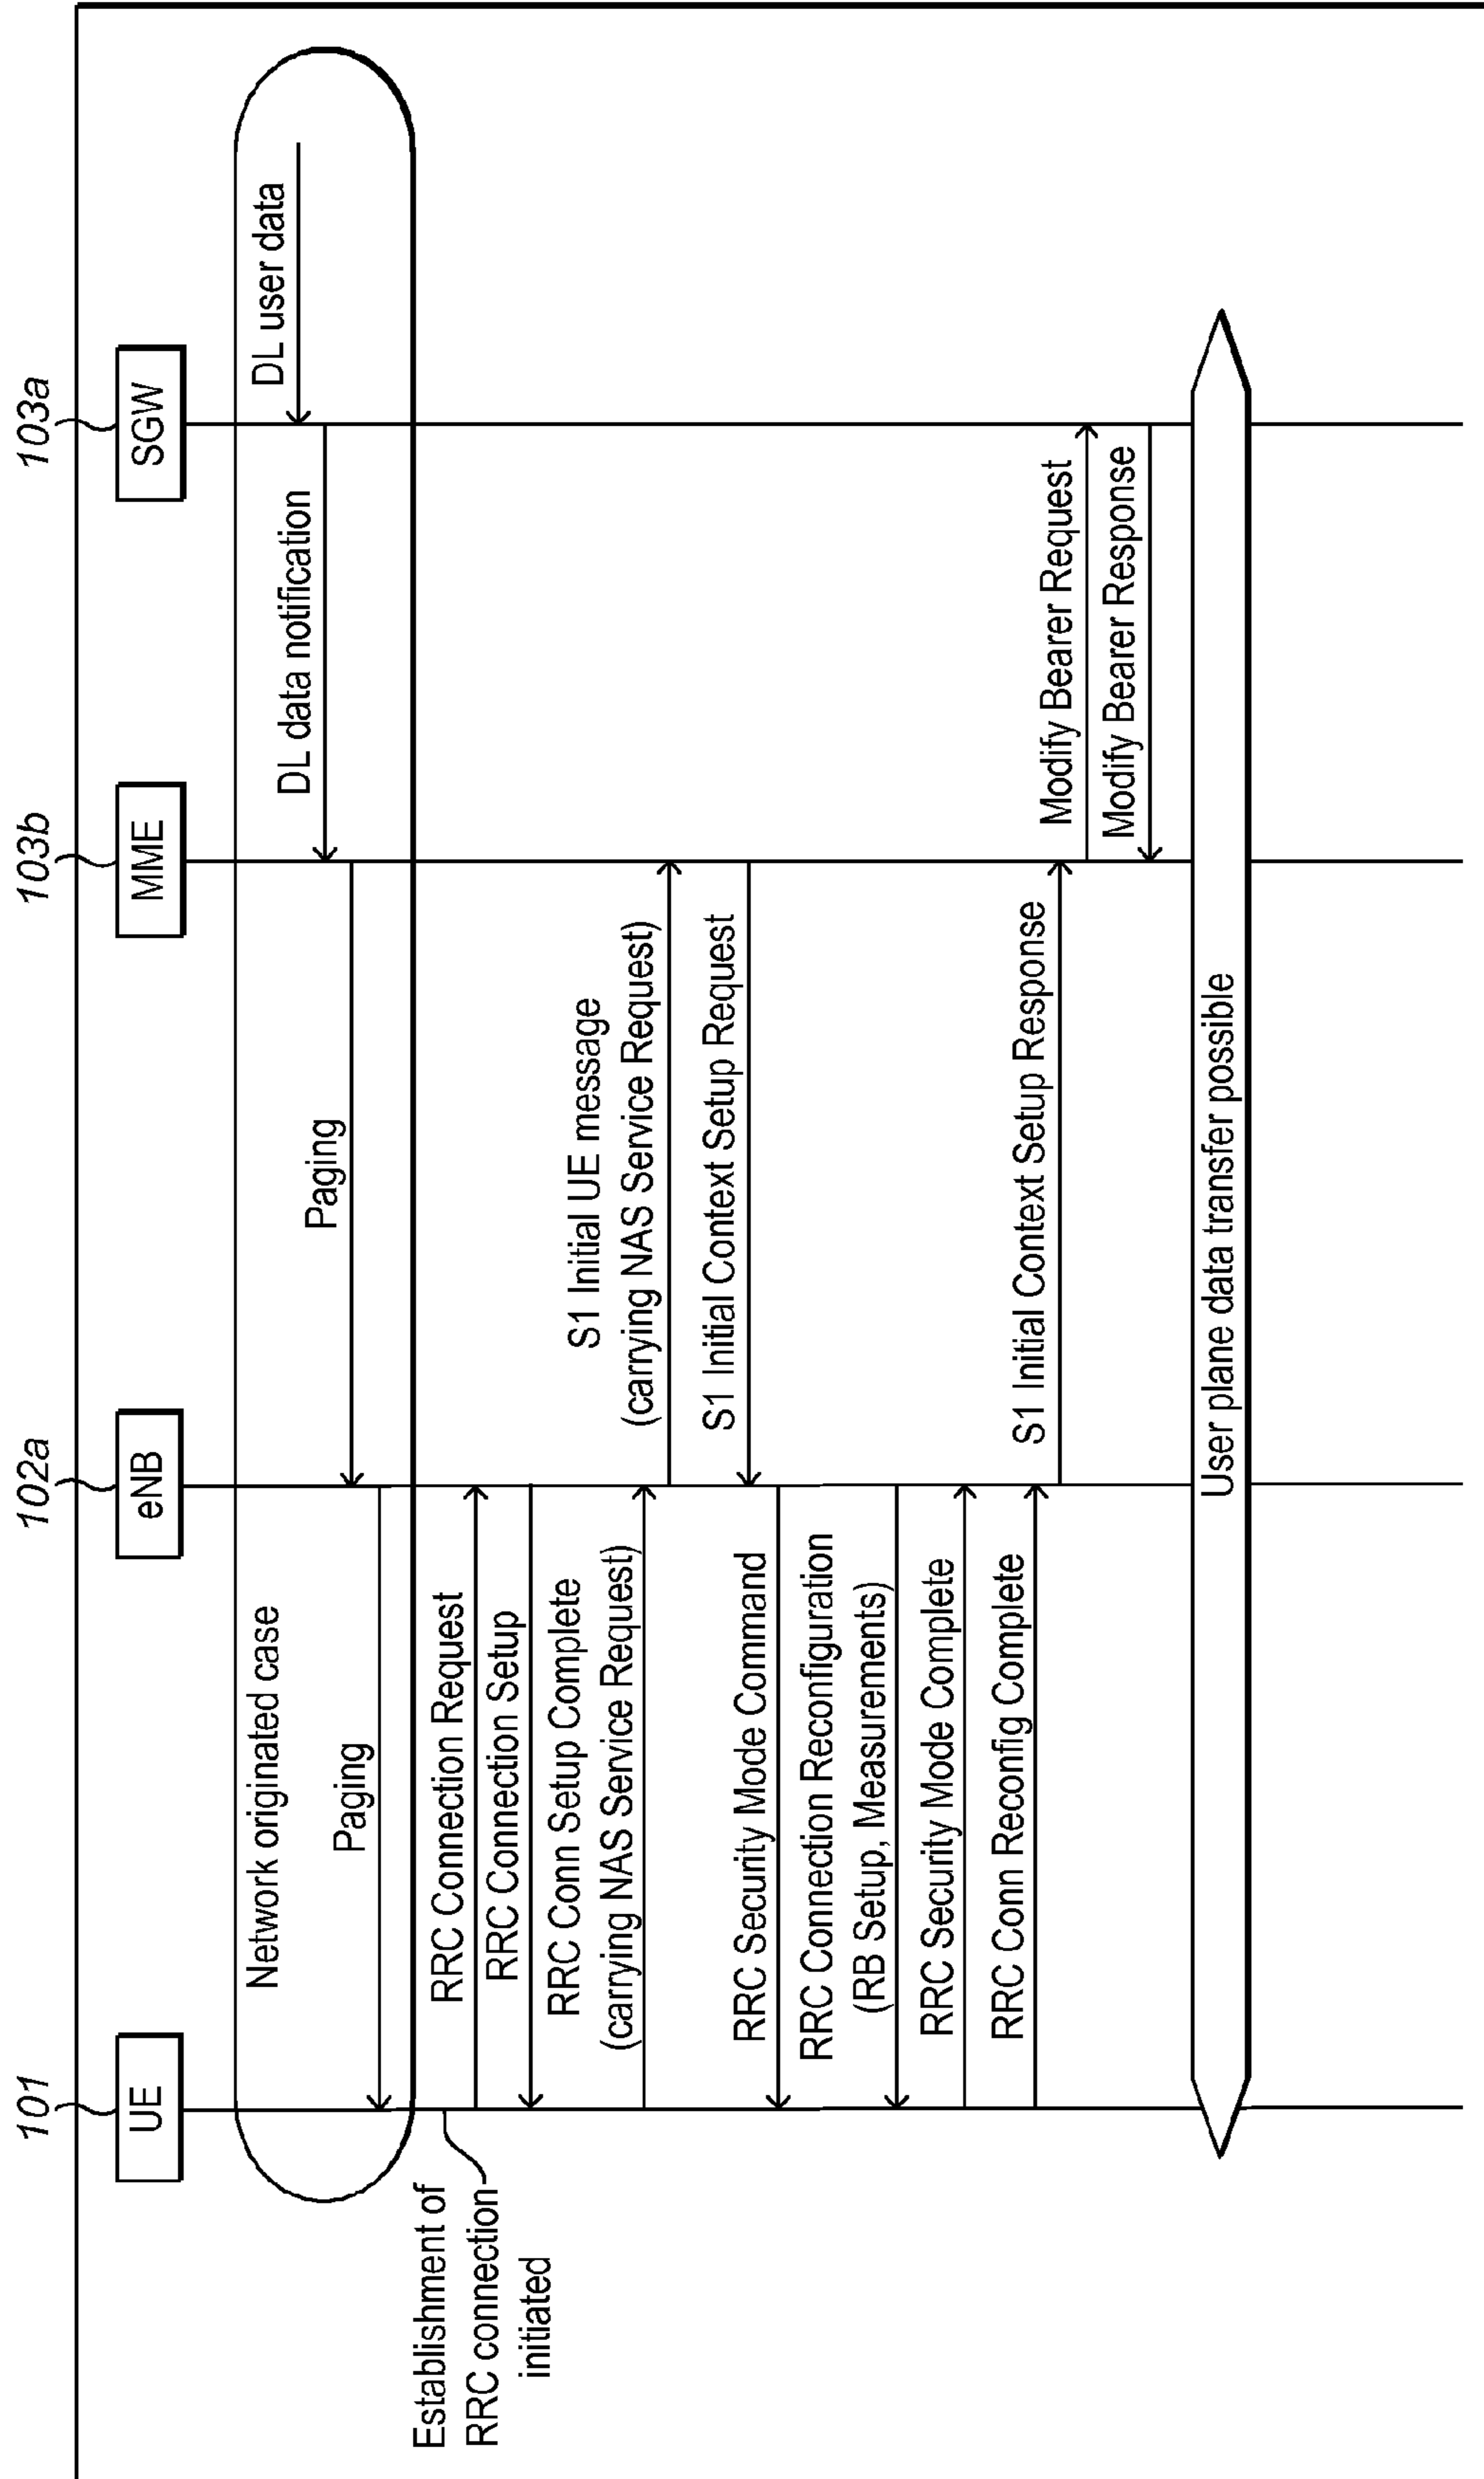 101
102a
103b
103a
UE
eNB
MME
SGW
Network originated case
DL user data
DL data notification
Paging
Paging
Establishment of
RRC connection
initiated
RRC Connection Request
RRC Connection Setup
RRC Conn Setup Complete
(carrying NAS Service Request)
S1 Initial UE message
(carrying NAS Service Request)
S1 Initial Context Setup Request
RRC Security Mode Command
RRC Connection Reconfiguration
(RB Setup, Measurements)
RRC Security Mode Complete
RRC Conn Reconfig Complete
S1 Initial Context Setup Response
Modify Bearer Request
Modify Bearer Response
User plane data transfer possible